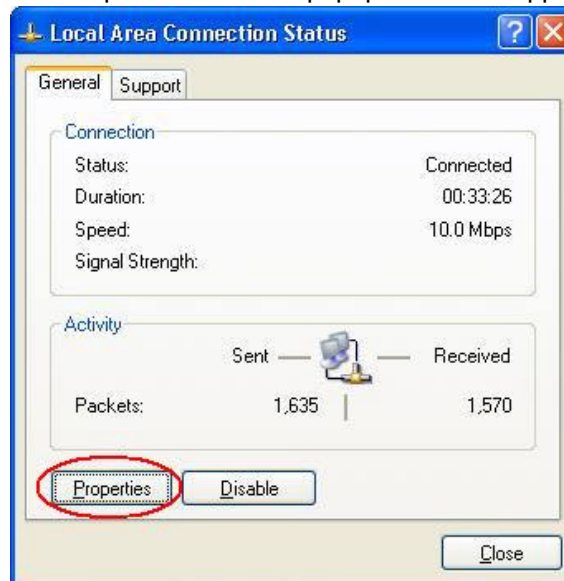 Local Area Connection Status
General Support
Connection
Status: Connected
Duration: 00:33:26
Speed: 10.0 Mbps
Signal Strength:
Activity
Sent Received
Packets: 1,635 1,570
Properties Disable
Close